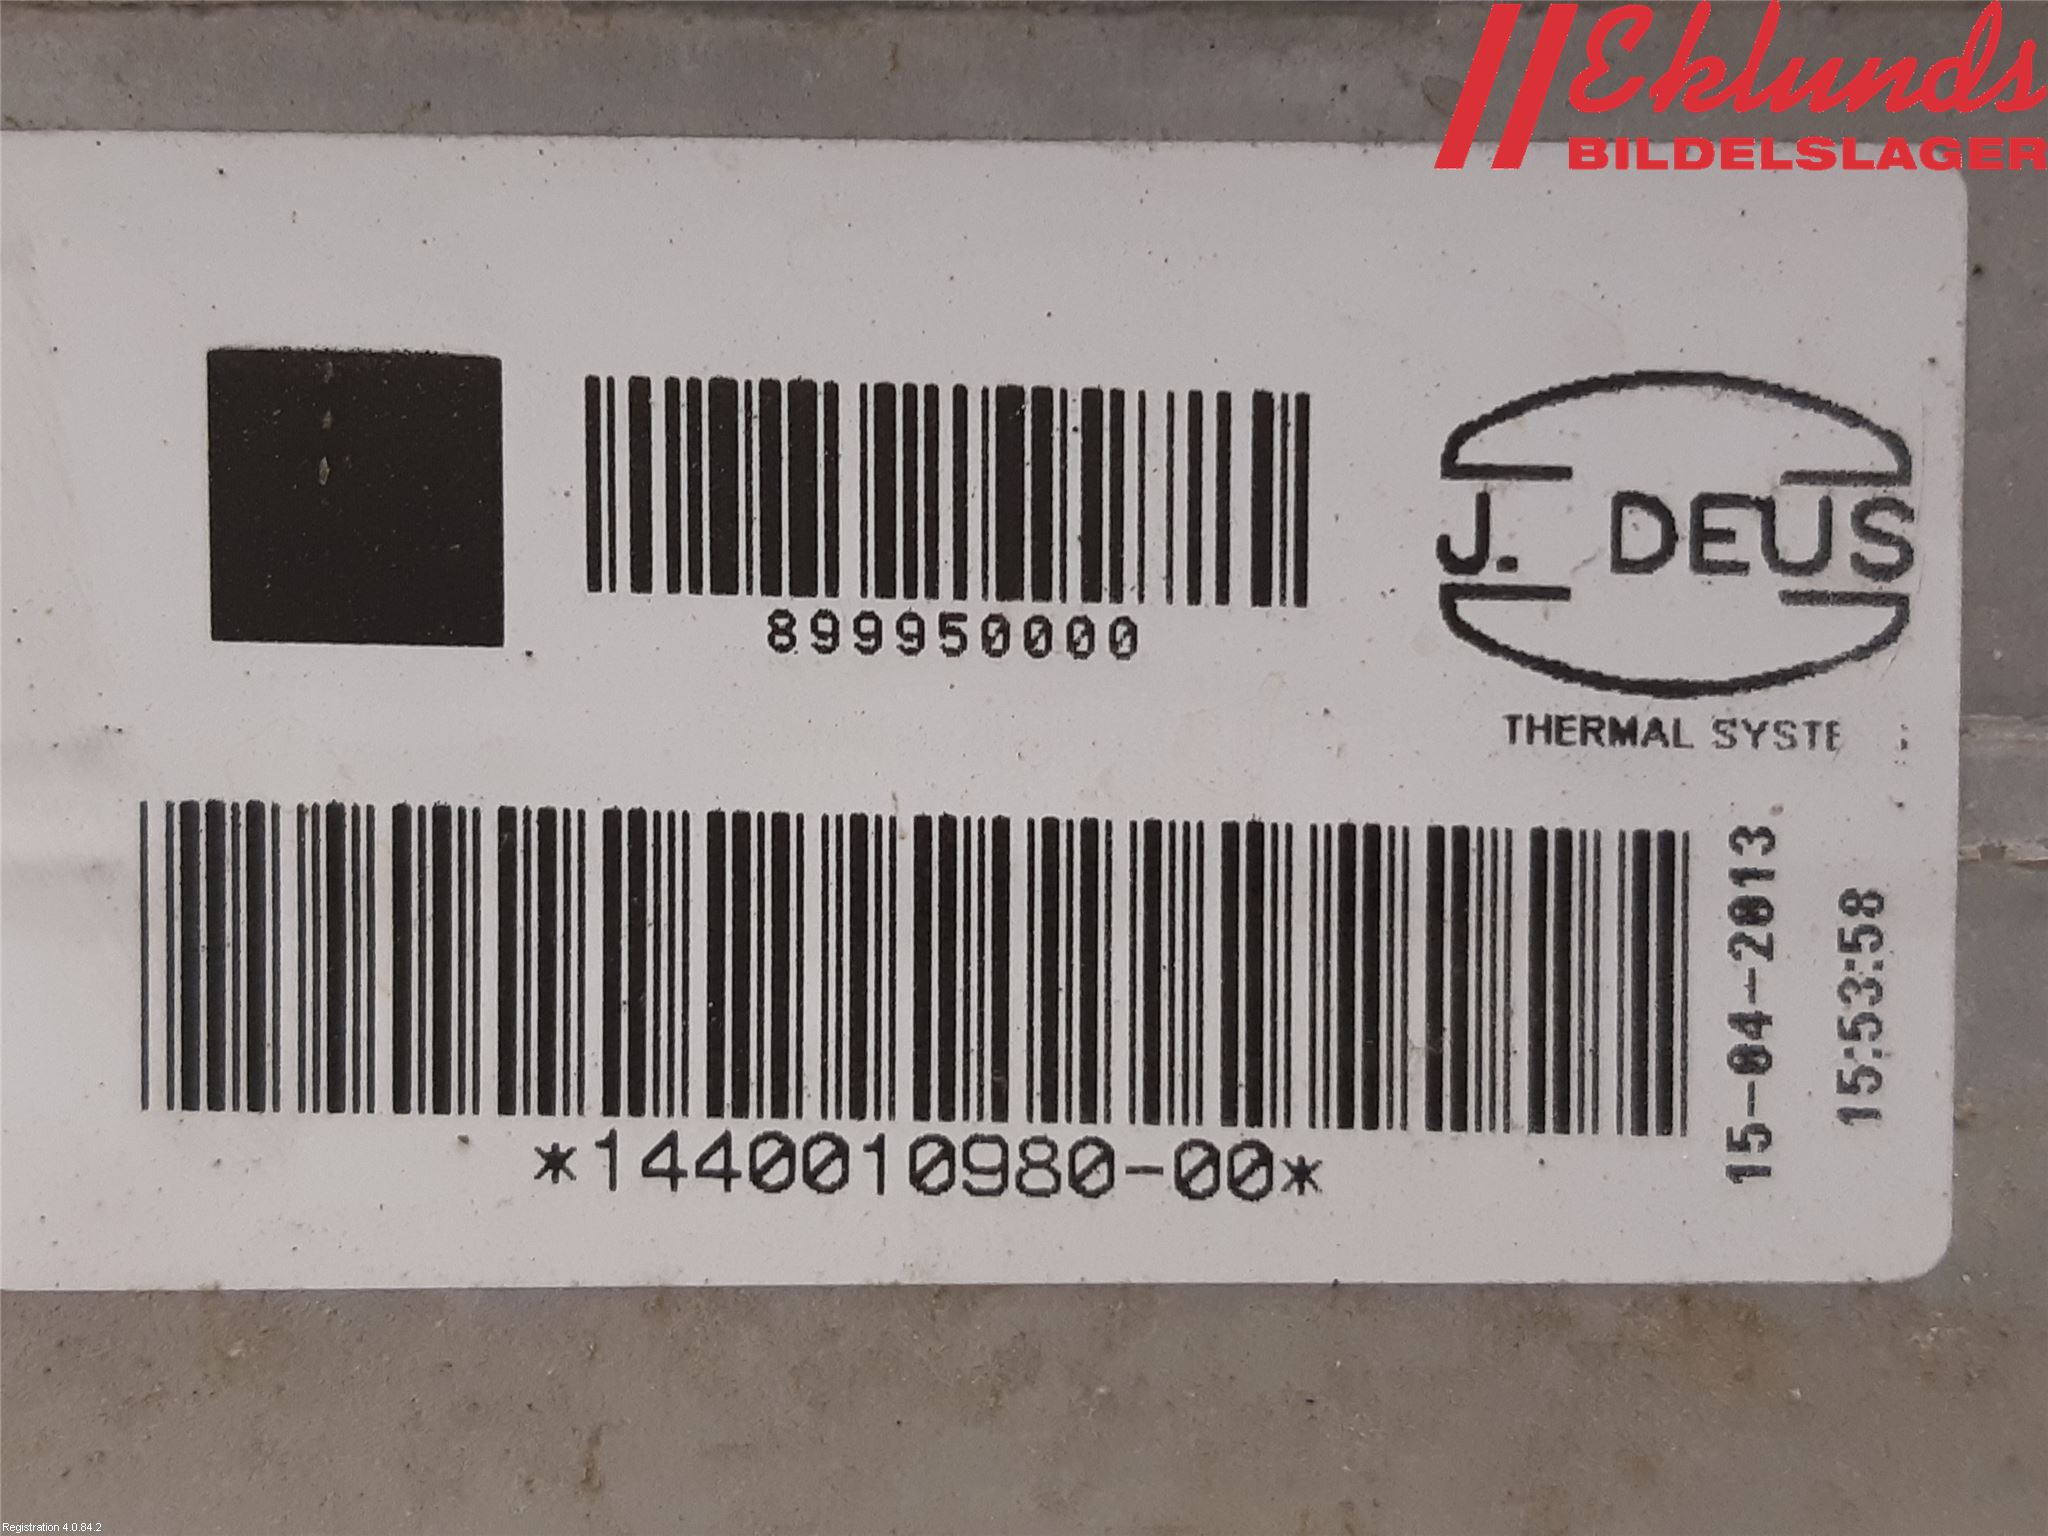 Eklunds
BILDELSLAGER
899950000
J. DEUS
THERMAL SYSTE
*1440010980-00*
15-04-2013
15:53:58
Registration 4.0.84.2